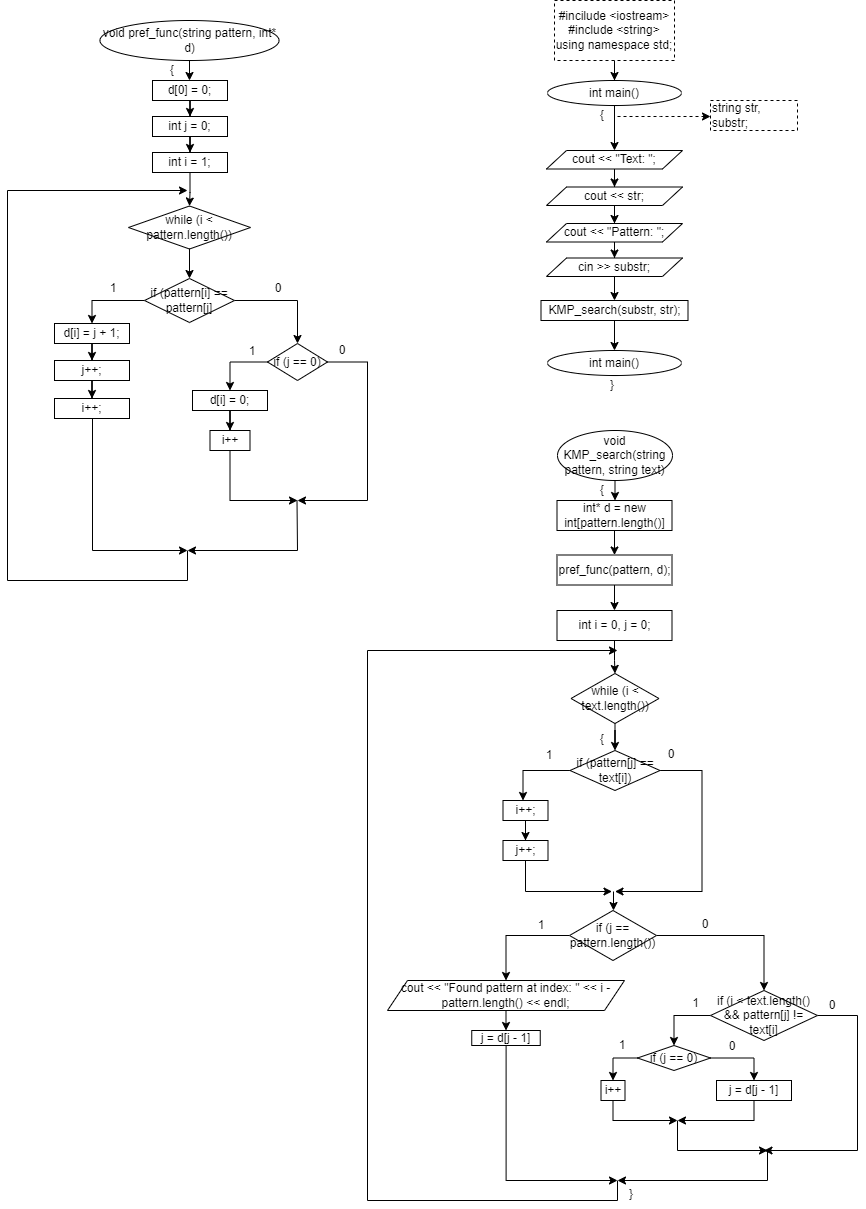 void pref_func(string pattern, int*
d)
{
d[0] = 0;
int j = 0;
int i = 1;
while (i <
pattern.length())
if (pattern[i] ==
pattern[j]
1
0
d[i] = j + 1;
j++;
i++;
if (j == 0)
1
0
d[i] = 0;
i++
#incilude <iostream>
#include <string>
using namespace std;
int main()
{
string str,
substr;
cout << "Text: ";
cout << str;
cout << "Pattern: ";
cin >> substr;
KMP_search(substr, str);
int main()
}
void
KMP_search(string
pattern, string text)
{
int* d = new
int[pattern.length()]
pref_func(pattern, d);
int i = 0, j = 0;
while (i <
text.length())
{
if (pattern[j] ==
text[i])
1
0
i++;
j++;
if (j ==
pattern.length())
1
0
cout << "Found pattern at index: " << i -
pattern.length() << endl;
j = d[j - 1]
if (i < text.length()
&& pattern[j] !=
text[i]
1
0
if (j == 0)
1
0
i++
j = d[j - 1]
}